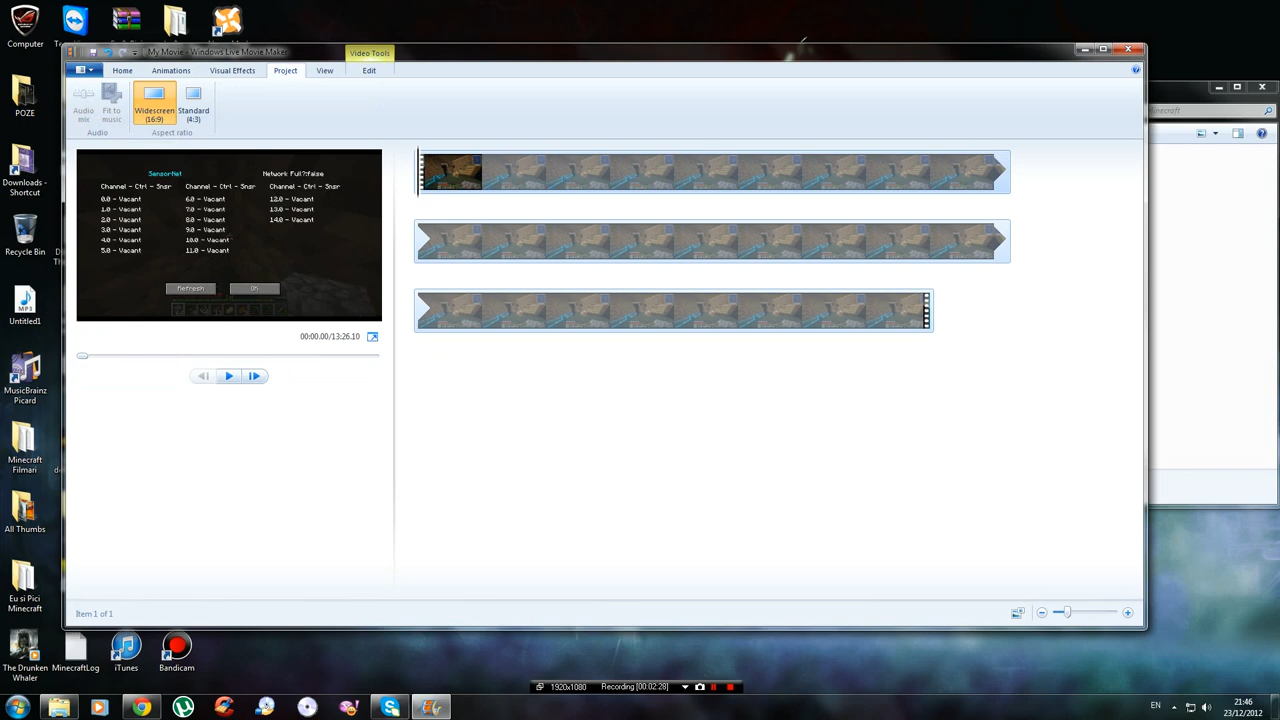 Computer
POZE
Downloads -
Shortcut
Recycle Bin
Untitled1
MusicBrainz
Picard
Minecraft
Filmari
All Thumbs
Eu si Pici
Minecraft
The Drunken
Whaler
MinecraftLog
iTunes
Bandicam
My Movie - Windows Live Movie Maker
Video Tools
Home
Animations
Visual Effects
Project
View
Edit
Audio
mix
Fit to
music
Widescreen
(16:9)
Standard
(4:3)
Audio
Aspect ratio
SensorNet
Network Full?:false
Channel - Ctrl - Snsr
Channel - Ctrl - Snsr
Channel - Ctrl - Snsr
0.0 - Vacant
6.0 - Vacant
12.0 - Vacant
1.0 - Vacant
7.0 - Vacant
13.0 - Vacant
2.0 - Vacant
8.0 - Vacant
14.0 - Vacant
3.0 - Vacant
9.0 - Vacant
4.0 - Vacant
10.0 - Vacant
5.0 - Vacant
11.0 - Vacant
Refresh
00:00.00/13:26.10
Item 1 of 1
1920x1080
Recording [00:02:28]
EN
21:46
23/12/2012